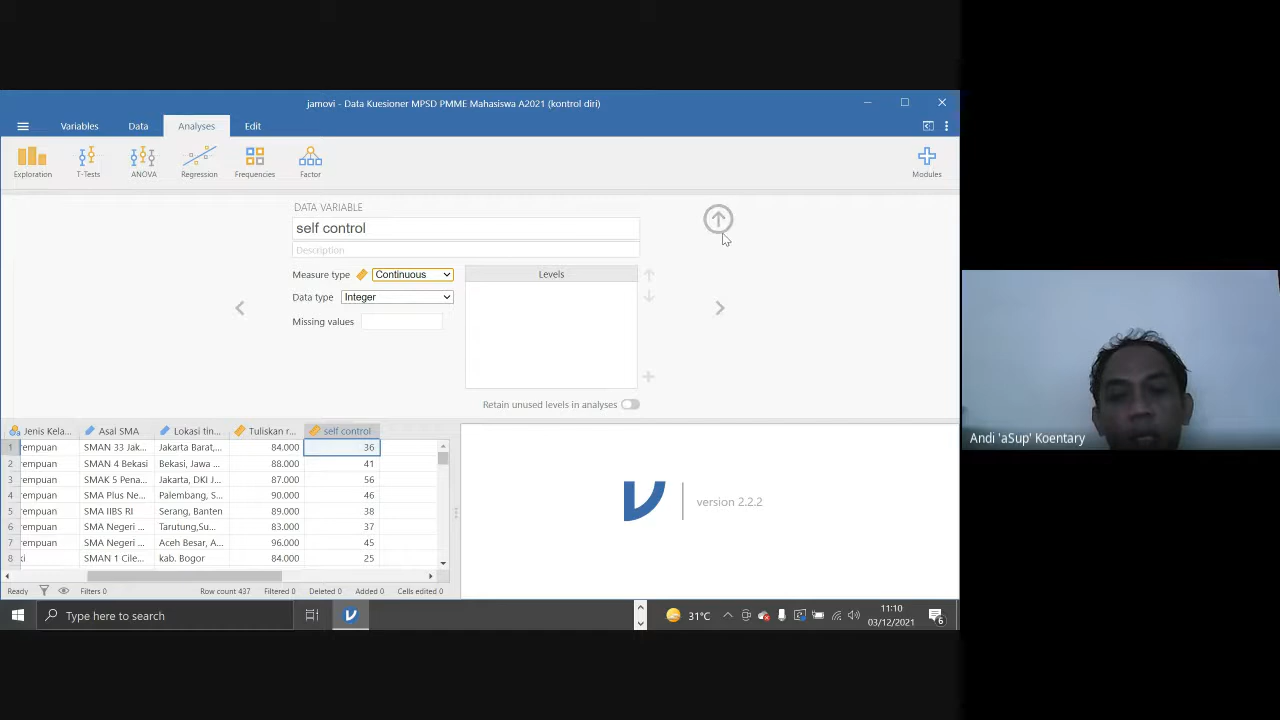 jamovi - Data Kuesioner MPSD PMME Mahasiswa A2021 (kontrol diri)
Variables Data Analyses Edit
Exploration T-Tests ANOVA Regression Frequencies Factor Modules
DATA VARIABLE
self control
Description
Measure type Continuous Levels
Data type Integer
Missing values
Retain unused levels in analyses
Jenis Kela... Asal SMA Lokasi tin... Tuliskan r... self control
1 empuan SMAN 33 Jak... Jakarta Barat,... 84.000 36
2 empuan SMAN 4 Bekasi Bekasi, Jawa ... 88.000 41
3 empuan SMAK 5 Pena... Jakarta, DKI J... 87.000 56
4 empuan SMA Plus Ne... Palembang, S... 90.000 46
5 empuan SMA IIBS RI Serang, Banten 89.000 38
6 empuan SMA Negeri ... Tarutung,Su... 83.000 37
7 empuan SMA Negeri ... Aceh Besar, A... 96.000 45
8 ki SMAN 1 Cile... kab. Bogor 84.000 25
version 2.2.2
Ready Filters 0 Row count 437 Filtered 0 Deleted 0 Added 0 Cells edited 0
Type here to search 31°C 11:10
03/12/2021 6
Andi 'aSup' Koentary